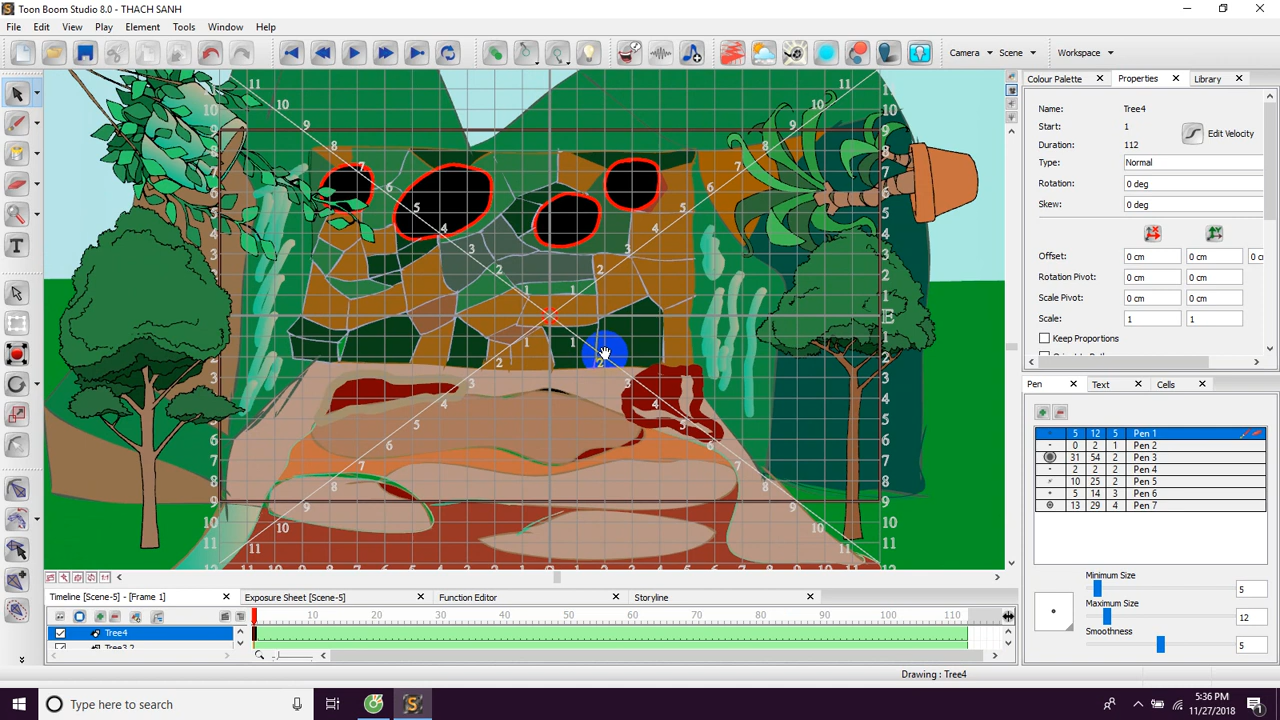 Toon Boom Studio 8.0 - THACH SANH
File Edit View Play Element Tools Window Help
Camera Scene Workspace
Colour Palette Properties Library
Name: Tree4
Start: 1
Duration: 112
Edit Velocity
Type: Normal
Rotation: 0 deg
Skew: 0 deg
Offset: 0 cm 0 cm
Rotation Pivot: 0 cm 0 cm
Scale Pivot: 0 cm 0 cm
Scale: 1 1
Keep Proportions
Pen Text Cells
5 12 5 Pen 1
0 1 2 Pen 2
31 54 2 Pen 3
2 2 2 Pen 4
10 25 2 Pen 5
5 14 3 Pen 6
13 29 4 Pen 7
Minimum Size
5
Maximum Size
12
Smoothness
5
Timeline [Scene-5] - [Frame 1] Exposure Sheet [Scene-5] Function Editor Storyline
10 20 30 40 50 60 70 80 90 100 110
Tree4
Tree3.2
Drawing : Tree4
Type here to search
5:36 PM
11/27/2018